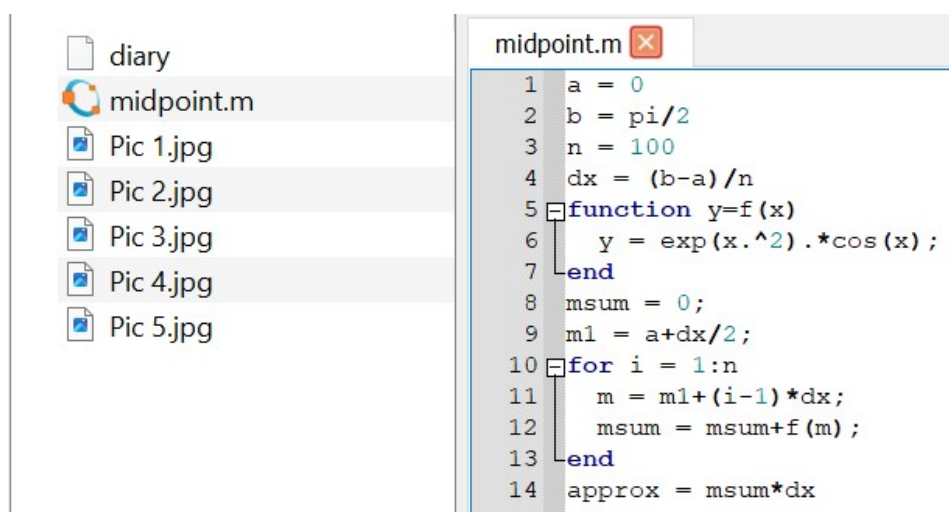 diary
midpoint.m
Pic 1.jpg
Pic 2.jpg
Pic 3.jpg
Pic 4.jpg
Pic 5.jpg
midpoint.m
1 a = 0
2 b = pi/2
3 n = 100
4 dx = (b-a)/n
5 function y=f(x)
6 y = exp(x.^2).*cos(x);
7 end
8 msum = 0;
9 m1 = a+dx/2;
10 for i = 1:n
11 m = m1+(i-1)*dx;
12 msum = msum+f(m);
13 end
14 approx = msum*dx